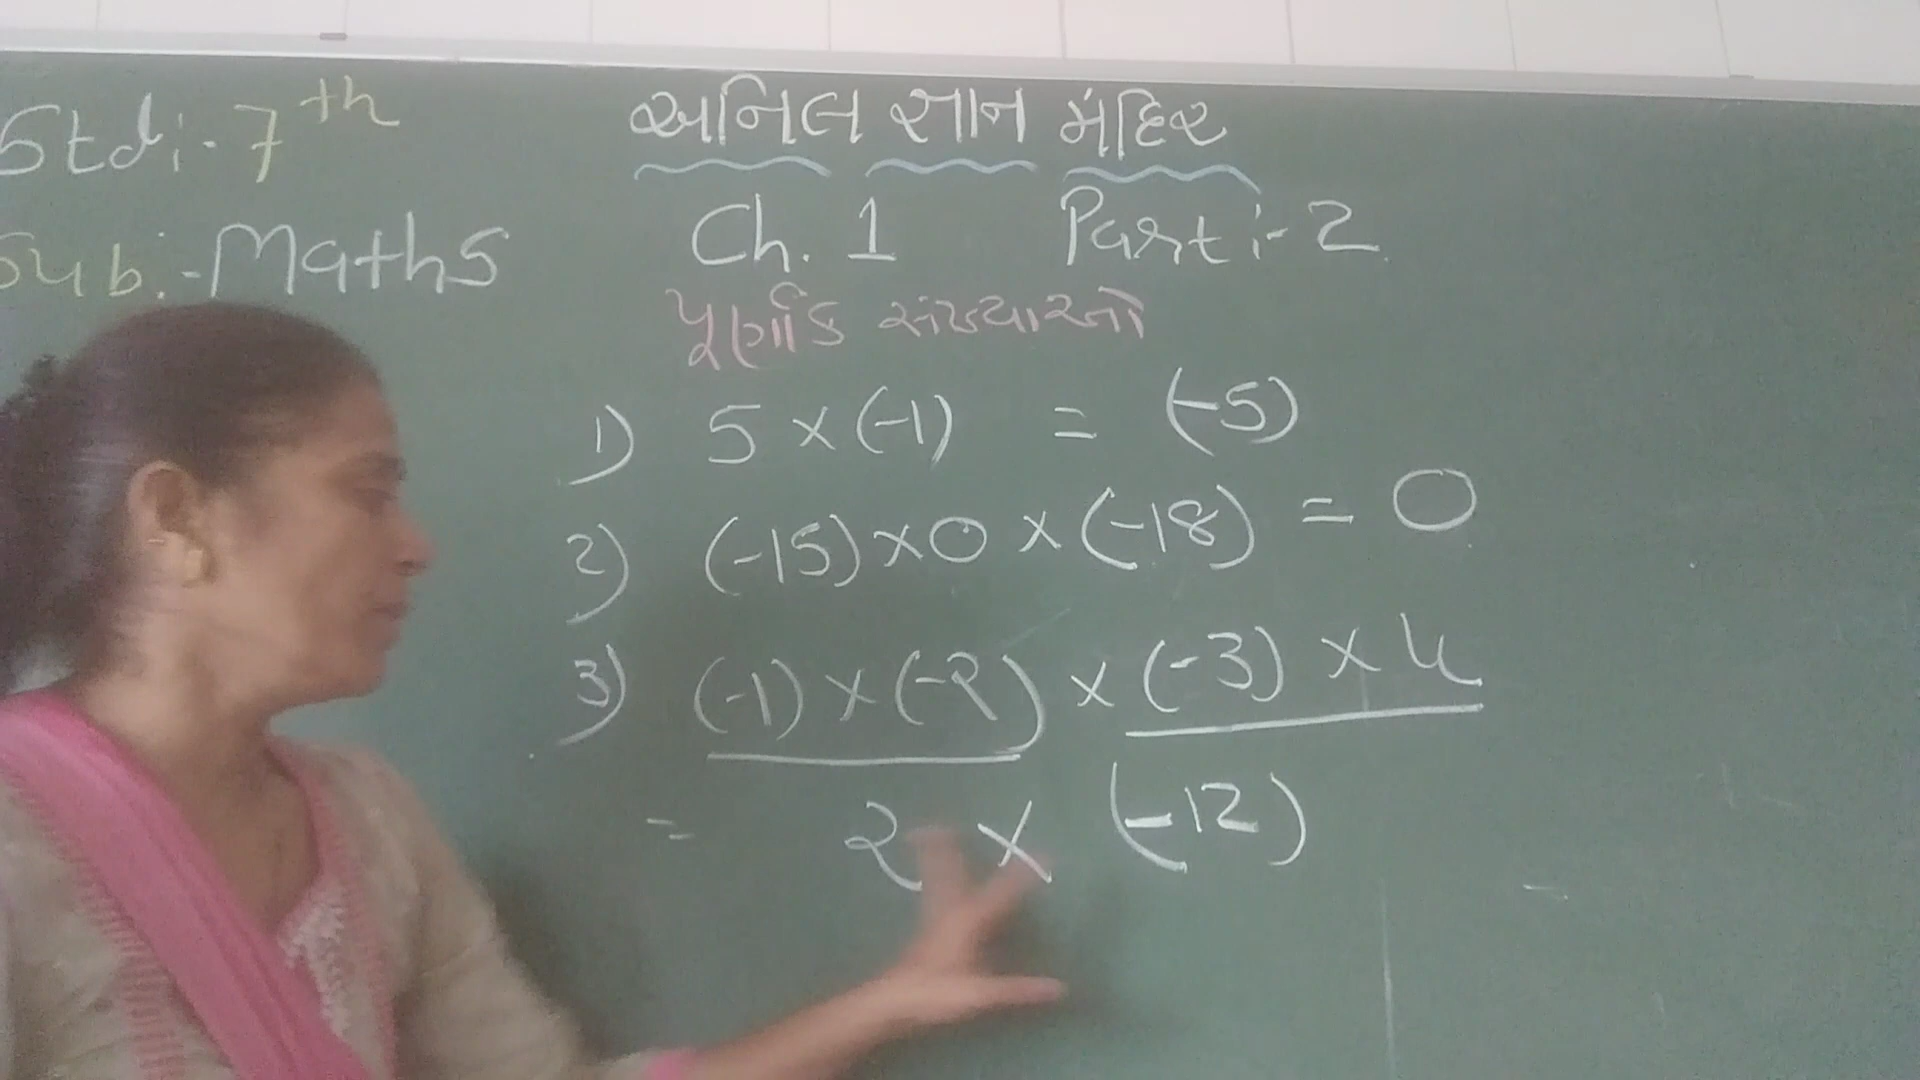 Std:- 7th
અનિલ જ્ઞાન મંદિર
Sub:- Maths
Ch. 1 Part:- 2
પૂર્ણાંક સંખ્યાઓ
1) 5 × (-1) = (-5)
2) (-15) × 0 × (-18) = 0
3) (-1) × (-2) × (-3) × 4
= 2 × (-12)